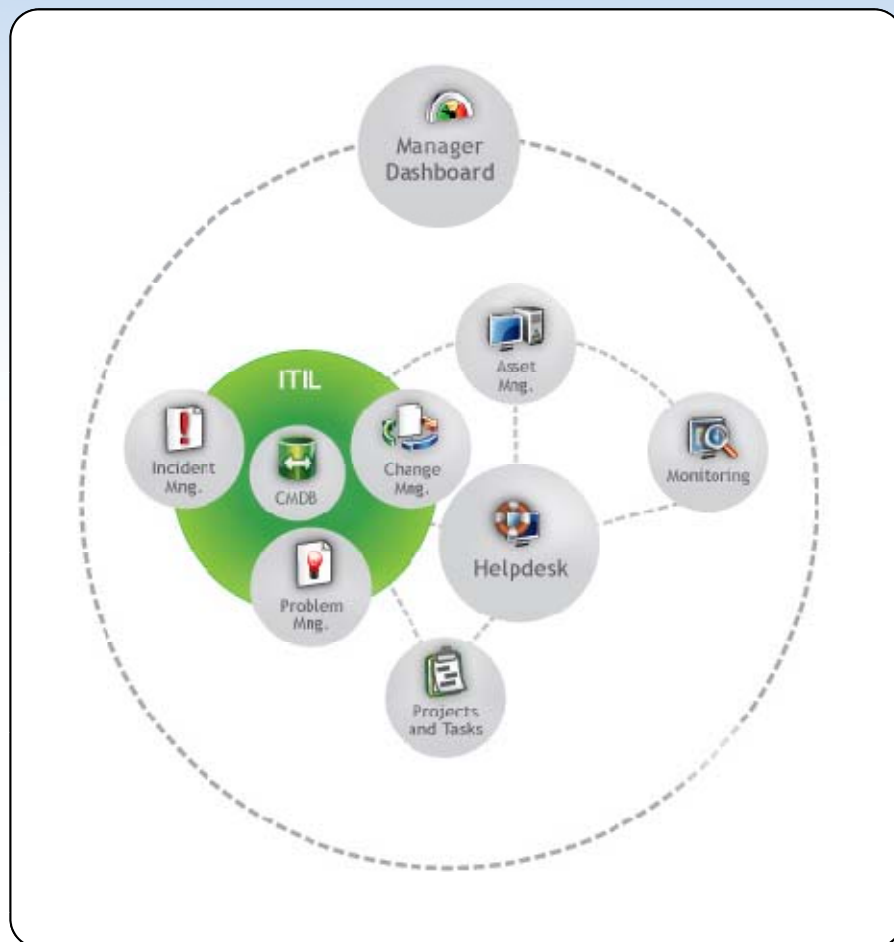 Manager
Dashboard
Asset
Mng.
ITIL
Incident
Mng.
CMDB
Change
Mng.
Monitoring
Helpdesk
Problem
Mng.
Projects
and Tasks